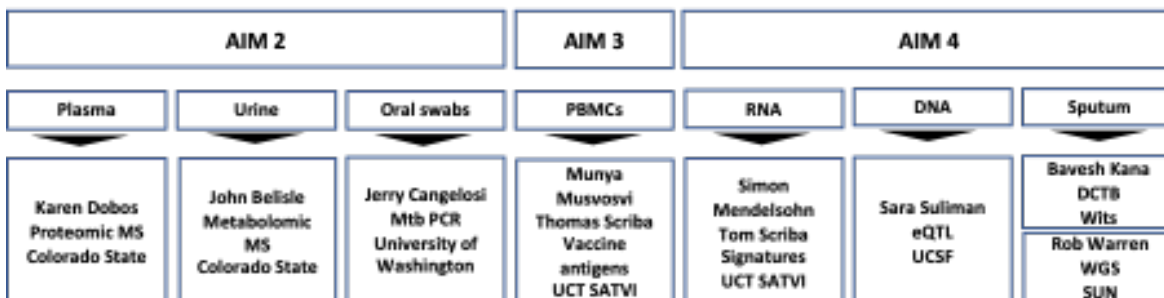 AIM 2
AIM 3
AIM 4
Plasma
Urine
Oral swabs
PBMCs
RNA
DNA
Sputum
Karen Dobos
Proteomic MS
Colorado State
John Belisle
Metabolomic
MS
Colorado State
Jerry Cangelosi
Mtb PCR
University of
Washington
Munya
Musvosvi
Thomas Scriba
Vaccine
antigens
UCT SATVI
Simon
Mendelsohn
Tom Scriba
Signatures
UCT SATVI
Sara Suliman
eQTL
UCSF
Bavesh Kana
DCTB
Wits
Rob Warren
WGS
SUN